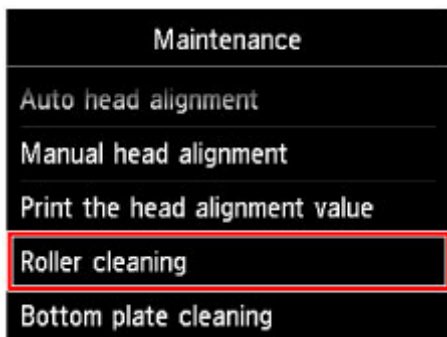 Maintenance
Auto head alignment
Manual head alignment
Print the head alignment value
Roller cleaning
Bottom plate cleaning